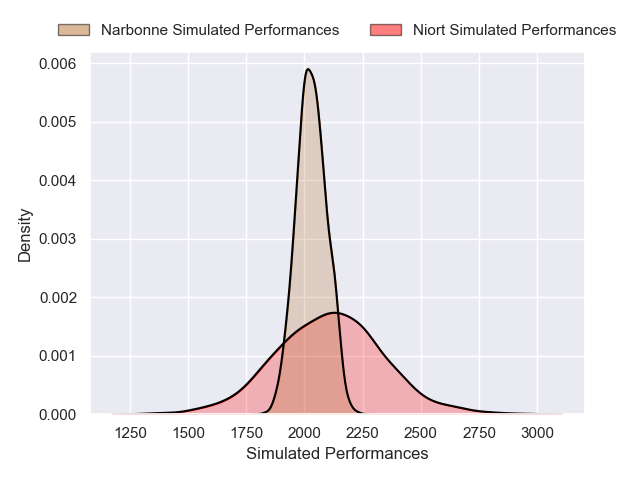 Narbonne Simulated Performances Niort Simulated Performances
0.006
0.005
0.004
0.003
0.002
0.001
0.000
Density
1250 1500 1750 2000 2250 2500 2750 3000
Simulated Performances